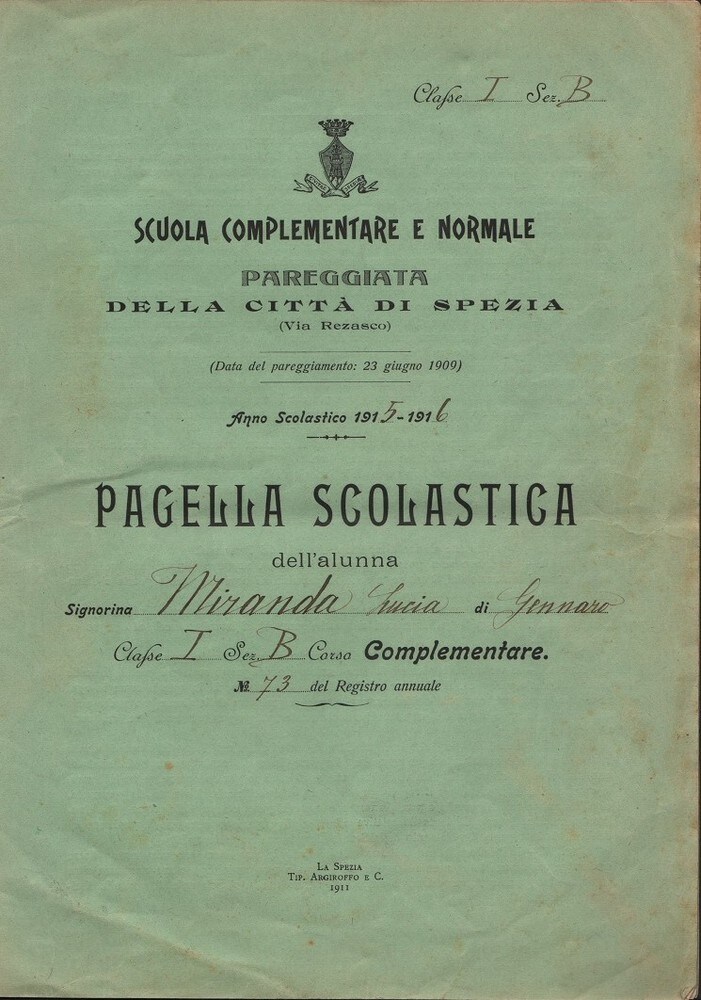 Classe I Sez. B
SCUOLA COMPLEMENTARE E NORMALE
PAREGGIATA
DELLA CITTÀ DI SPEZIA
(Via Rezasco)
(Data del pareggiamento: 23 giugno 1909)
Anno Scolastico 1915-1916
PAGELLA SCOLASTICA
dell'alunna
Signorina Miranda Lucia di Gennaro
Classe I Sez. B Corso Complementare.
N. 73 del Registro annuale
LA SPEZIA
TIP. ARGIROFFO E C.
1911